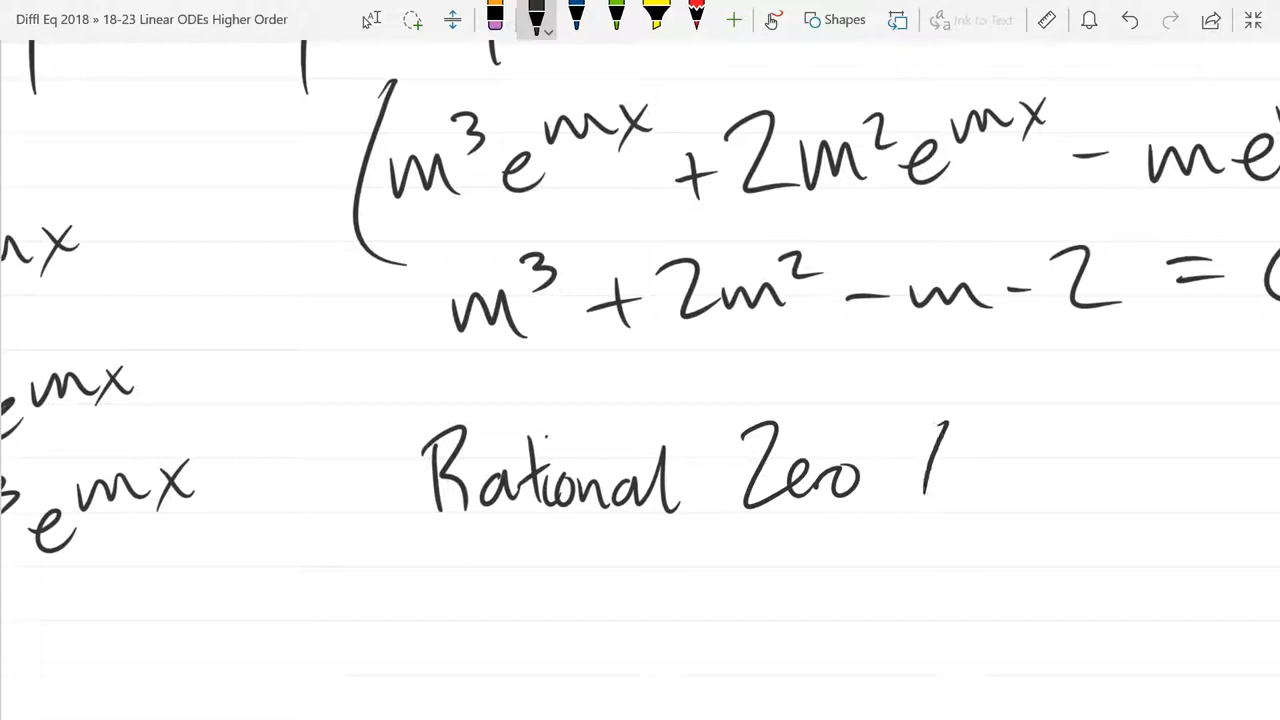 Diffl Eq 2018 » 18-23 Linear ODEs Higher Order
Shapes
Ink to Text
(m³e^mx + 2m²e^mx - me
m³ + 2m² - m - 2 =
mx
e^mx
³e^mx
Rational Zero